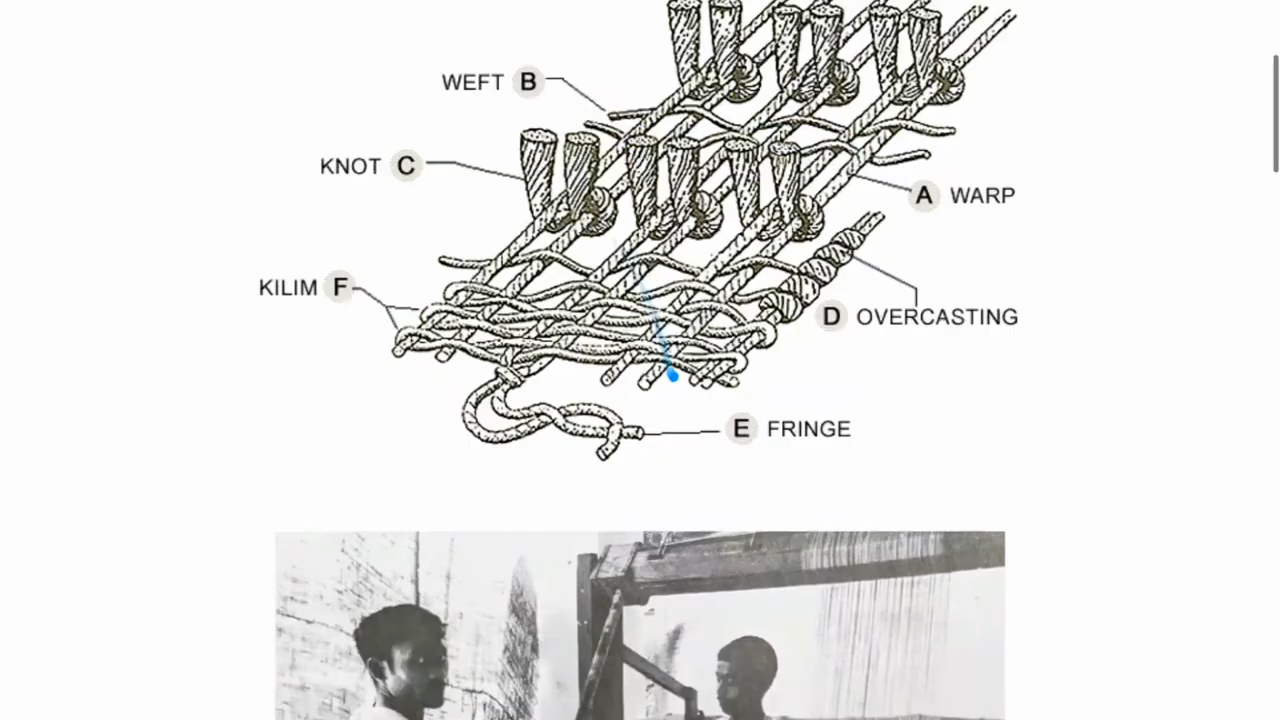 WEFT B
KNOT C
A WARP
KILIM F
D OVERCASTING
E FRINGE